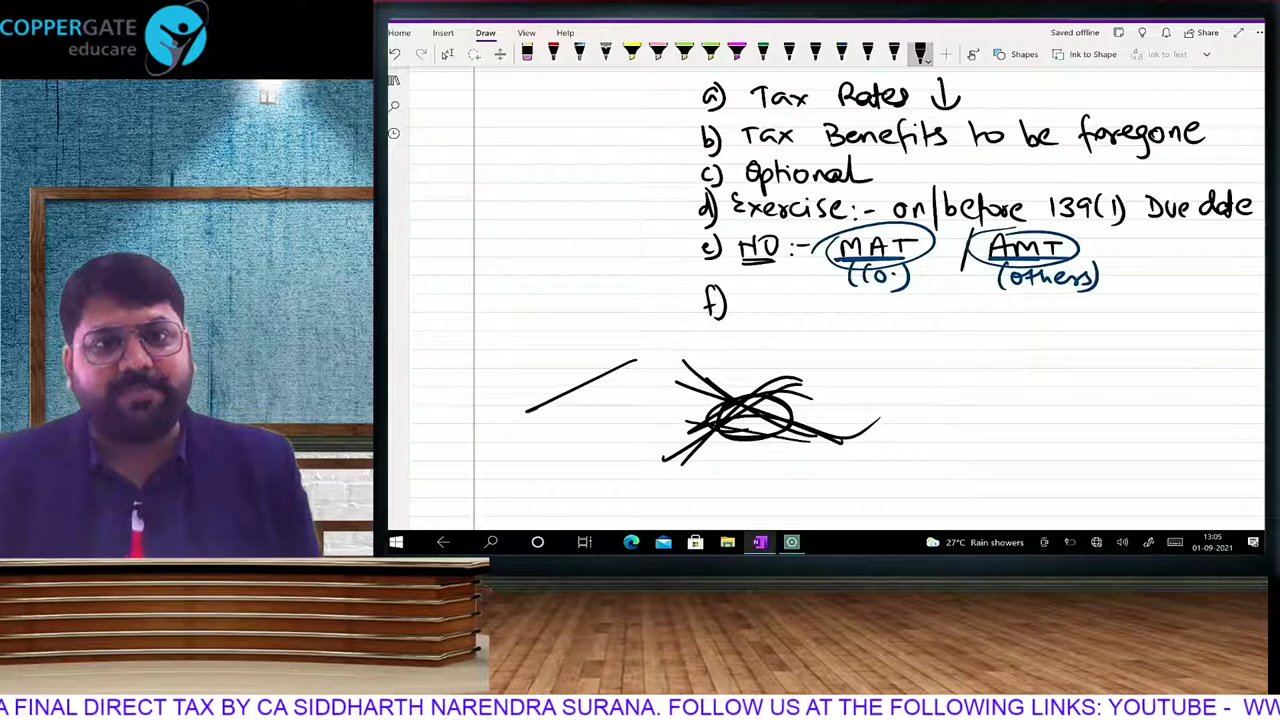 COPPERGATE
educare
Home Insert Draw View Help
Saved offline
Share
Shapes
Ink to Shape
Ink to Text
a) Tax Rates ↓
b) Tax Benefits to be foregone
c) Optional
d) Exercise:- on/before 139(1) Due date
e) NO :- MAT / AMT
(Co.) (others)
f)
27°C Rain showers
13:05
01-09-2021
A FINAL DIRECT TAX BY CA SIDDHARTH NARENDRA SURANA. FOLLOW US AT THE FOLLOWING LINKS: YOUTUBE - WW